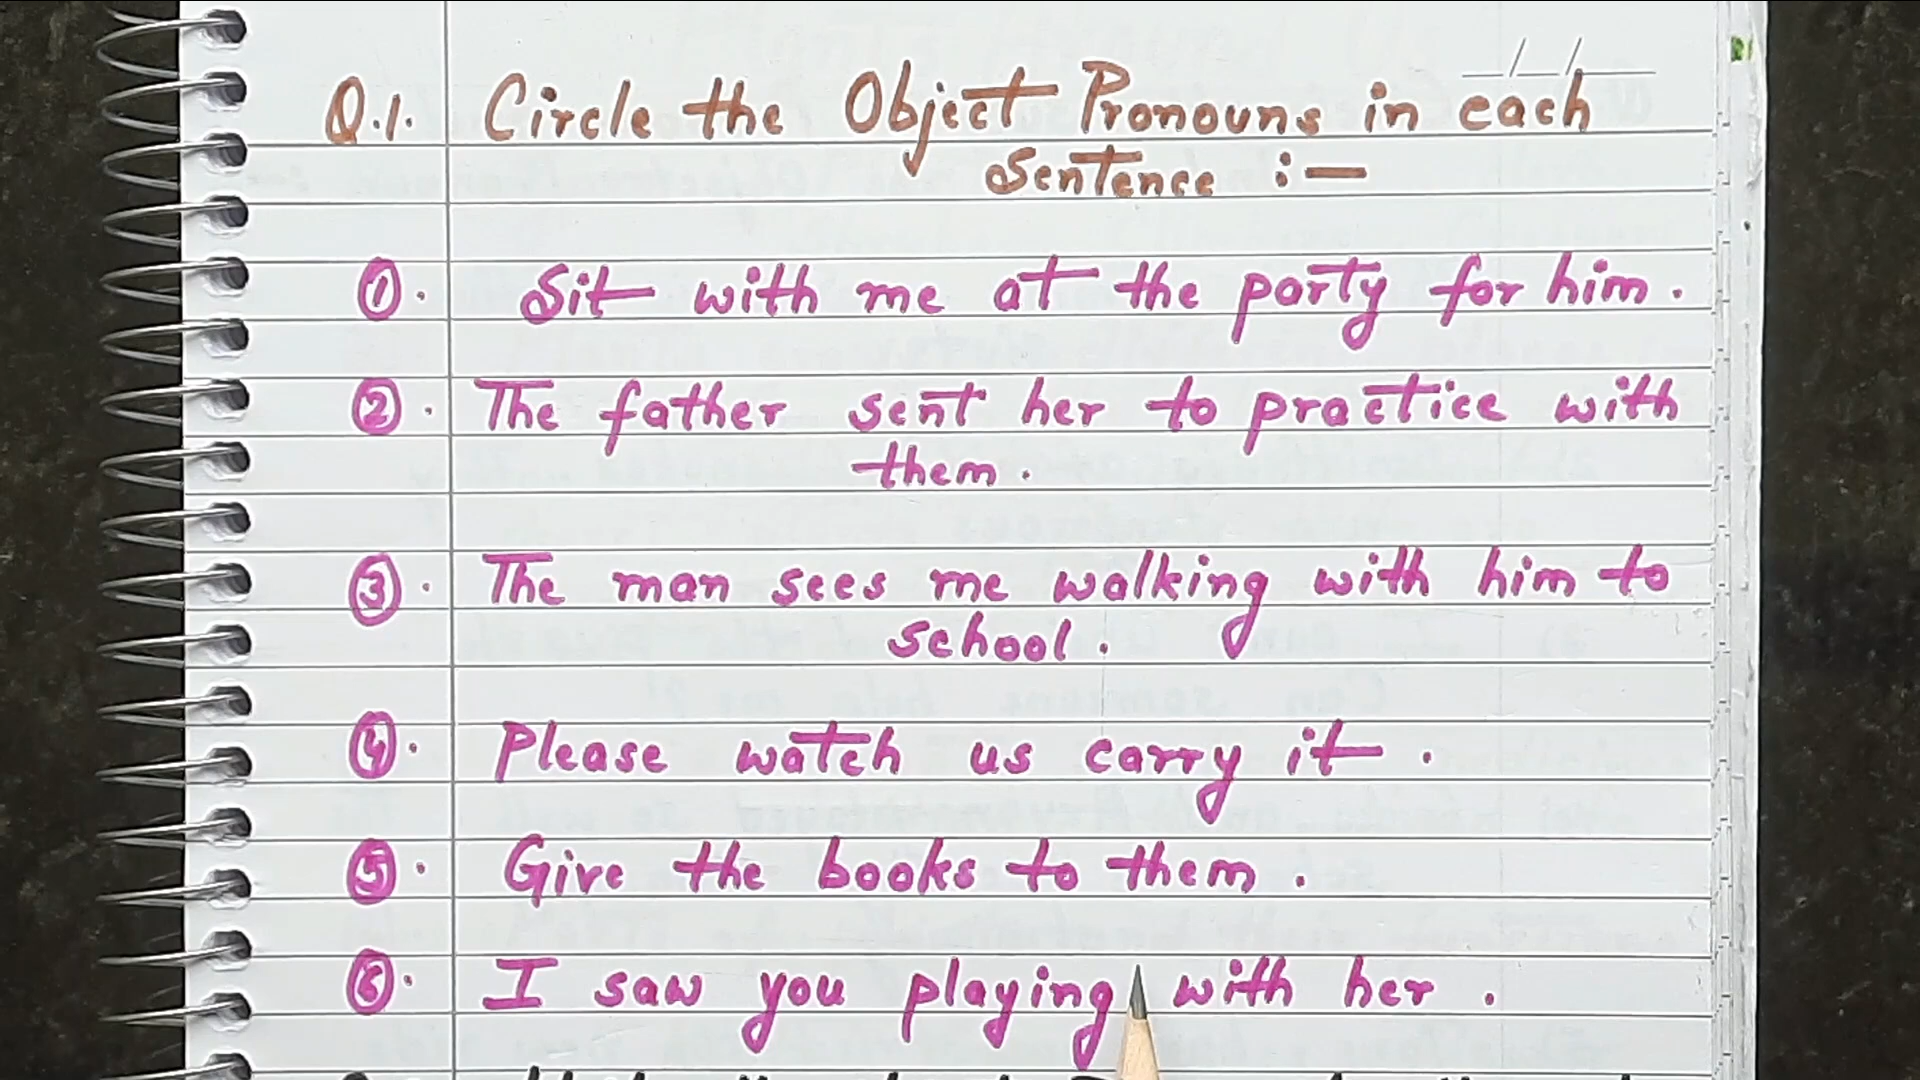 Q.1. Circle the Object Pronouns in each
Sentence :—
1. Sit with me at the party for him.
2. The father sent her to practice with
them.
3. The man sees me walking with him to
school.
4. Please watch us carry it.
5. Give the books to them.
6. I saw you playing with her.